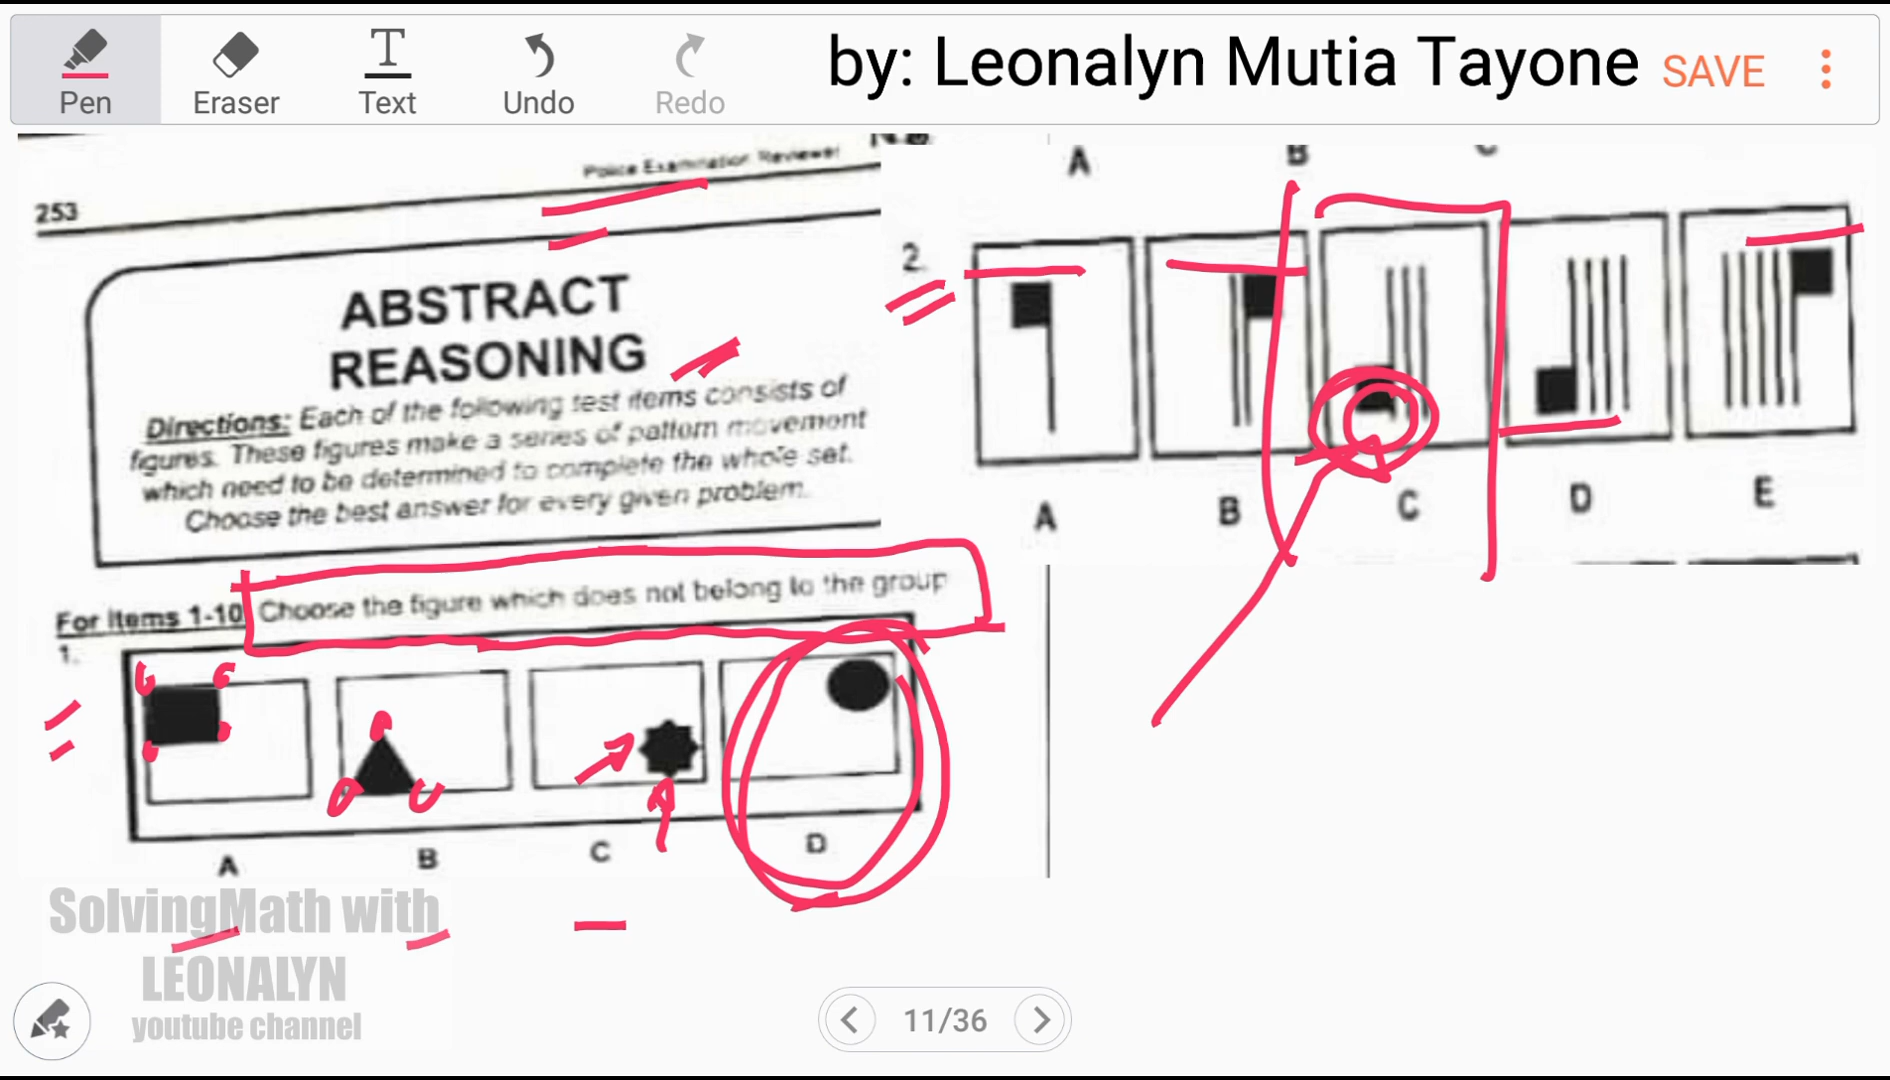 Pen
Eraser
T
Text
Undo
Redo
by: Leonalyn Mutia Tayone
SAVE
Police Examination Reviewer
253
ABSTRACT
REASONING
Directions: Each of the following test items consists of
figures. These figures make a series of pattern movement
which need to be determined to complete the whole set.
Choose the best answer for every given problem.
For Items 1-10 Choose the figure which does not belong to the group
1.
A
B
C
D
A
B
C
2.
A
B
C
D
E
SolvingMath with
LEONALYN
youtube channel
11/36